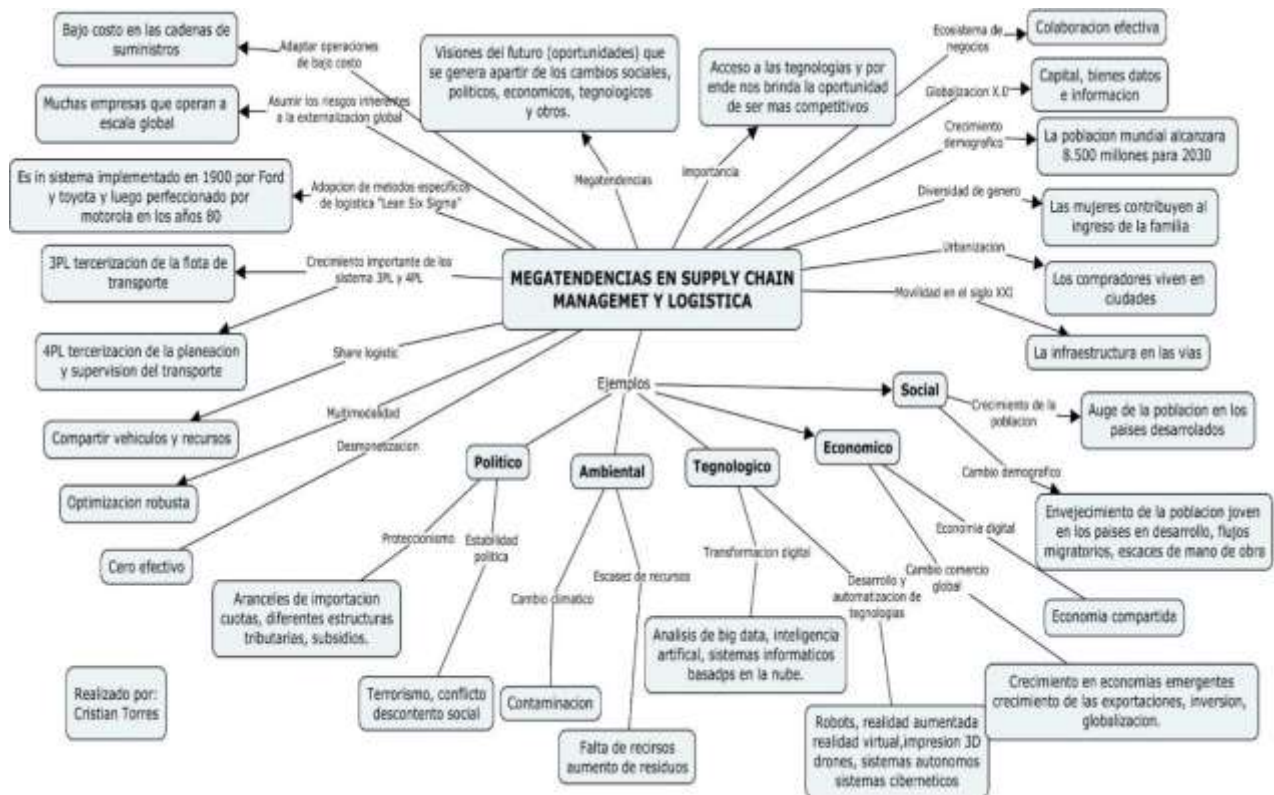 Bajo costo en las cadenas de
suministros
Adaptar operaciones
de bajo costo
Visiones del futuro (oportunidades) que
se genera apartir de los cambios sociales,
politicos, economicos, tegnologicos
y otros.
Acceso a las tegnologias y por
ende nos brinda la oportunidad
de ser mas competitivos
Ecosistema de
negocios
Colaboracion efectiva
Muchas empresas que operan a
escala global
Asumir los riesgos inherentes
a la externalizacion global
Globalizacion X.0
Capital, bienes datos
e informacion
Crecimiento
demografico
La poblacion mundial alcanzara
8.500 millones para 2030
Es in sistema implementado en 1900 por Ford
y toyota y luego perfeccionado por
motorola en los años 80
Adopcion de metodos especificos
de logistica "Lean Six Sigma"
Megatendencias
Importancia
Diversidad de genero
Las mujeres contribuyen al
ingreso de la familia
3PL tercerizacion de la flota de
transporte
Crecimiento importante de los
sistema 3PL y 4PL
MEGATENDENCIAS EN SUPPLY CHAIN
MANAGEMET Y LOGISTICA
Urbanizacion
Los compradores viven en
ciudades
Movilidad en el siglo XXI
La infraestructura en las vias
4PL tercerizacion de la planeacion
y supervision del transporte
Share logistic
Compartir vehiculos y recursos
Multimodalidad
Optimizacion robusta
Desmonetizacion
Cero efectivo
Ejemplos
Social
Crecimiento de la
poblacion
Auge de la poblacion en los
paises desarrolados
Cambio demografico
Envejecimiento de la poblacion joven
en los paises en desarrollo, flujos
migratorios, escaces de mano de obra
Politico
Ambiental
Tegnologico
Economico
Proteccionismo
Estabilidad
politica
Aranceles de importacion
cuotas, diferentes estructuras
tributarias, subsidios.
Terrorismo, conflicto
descontento social
Cambio climatico
Escases de recursos
Contaminacion
Falta de recirsos
aumento de residuos
Transformacion digital
Analisis de big data, inteligencia
artifical, sistemas informaticos
basadps en la nube.
Desarrollo y
automatizacion de
tegnologias
Robots, realidad aumentada
realidad virtual,impresion 3D
drones, sistemas autonomos
sistemas ciberneticos
Economia digital
Economia compartida
Cambio comercio
global
Crecimiento en economias emergentes
crecimiento de las exportaciones, inversion,
globalizacion.
Realizado por:
Cristian Torres